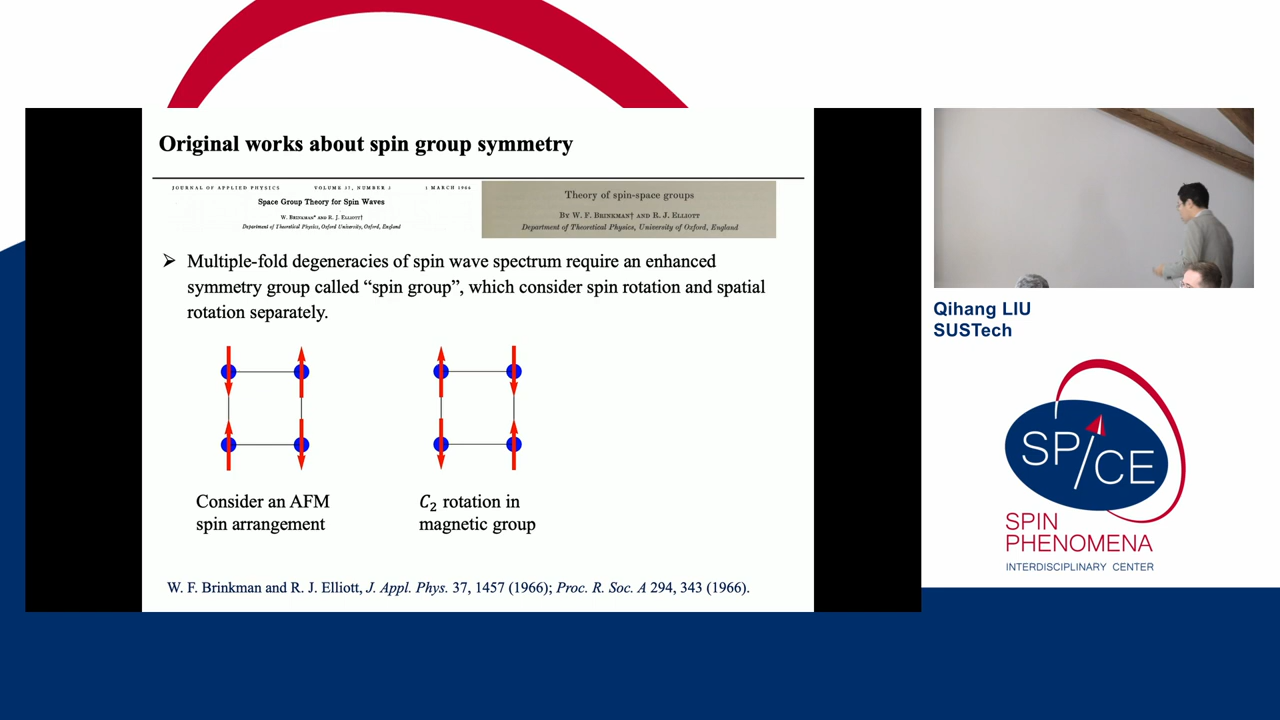 Original works about spin group symmetry
JOURNAL OF APPLIED PHYSICS VOLUME 37, NUMBER 3 1 MARCH 1966
Space Group Theory for Spin Waves
W. BRINKMAN* AND R. J. ELLIOTT†
Department of Theoretical Physics, Oxford University, Oxford, England
Theory of spin-space groups
BY W. F. BRINKMAN† AND R. J. ELLIOTT
Department of Theoretical Physics, University of Oxford, England
➢ Multiple-fold degeneracies of spin wave spectrum require an enhanced
symmetry group called “spin group”, which consider spin rotation and spatial
rotation separately.
Consider an AFM
spin arrangement
C₂ rotation in
magnetic group
W. F. Brinkman and R. J. Elliott, J. Appl. Phys. 37, 1457 (1966); Proc. R. Soc. A 294, 343 (1966).
Qihang LIU
SUSTech
SP/CE
SPIN
PHENOMENA
INTERDISCIPLINARY CENTER